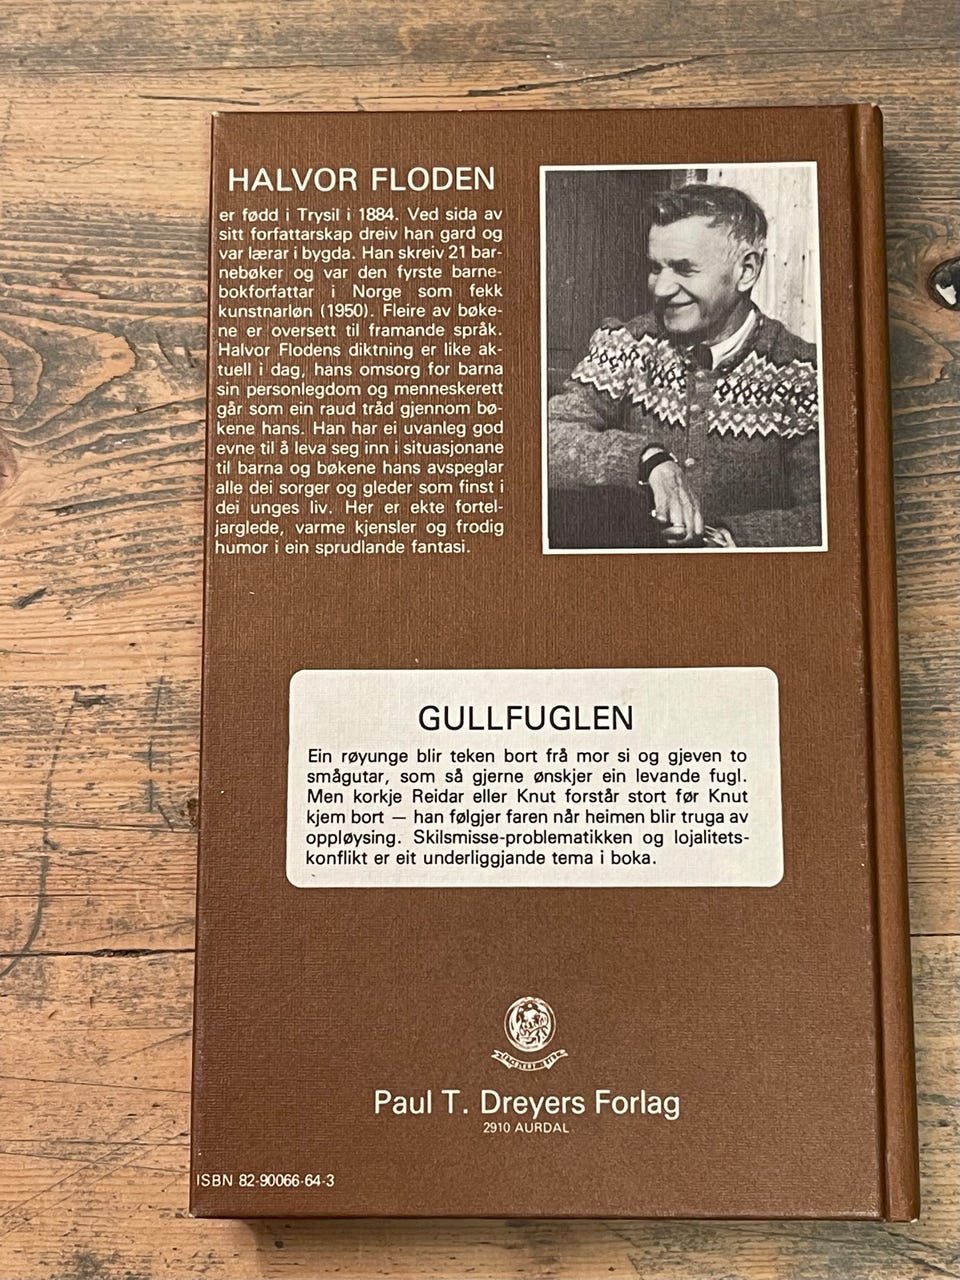 HALVOR FLODEN
er fødd i Trysil i 1884. Ved sida av
sitt forfattarskap dreiv han gard og
var lærar i bygda. Han skreiv 21 bar-
nebøker og var den fyrste barne-
bokforfattar i Norge som fekk
kunstnarløn (1950). Fleire av bøke-
ne er oversett til framande språk.
Halvor Flodens diktning er like ak-
tuell i dag, hans omsorg for barna
sin personlegdom og menneskerett
går som ein raud tråd gjennom bø-
kene hans. Han har ei uvanleg god
evne til å leva seg inn i situasjonane
til barna og bøkene hans avspeglar
alle dei sorger og gleder som finst i
dei unges liv. Her er ekte fortel-
jarglede, varme kjensler og frodig
humor i ein sprudlande fantasi.
GULLFUGLEN
Ein røyunge blir teken bort frå mor si og gjeven to
smågutar, som så gjerne ønskjer ein levande fugl.
Men korkje Reidar eller Knut forstår stort før Knut
kjem bort — han følgjer faren når heimen blir truga av
oppløysing. Skilsmisse-problematikken og lojalitets-
konflikt er eit underliggjande tema i boka.
Paul T. Dreyers Forlag
2910 AURDAL
ISBN 82-90066-64-3